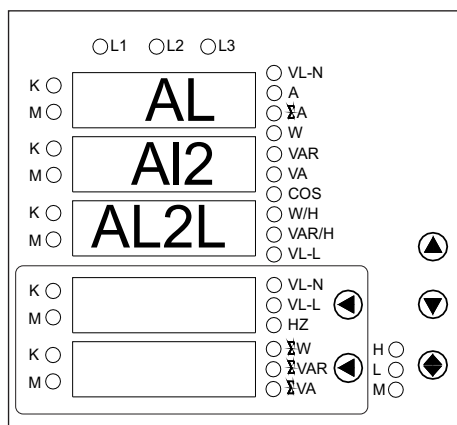 L1 L2 L3
K
M
AL
VL-N
A
ΣA
W
K
M
AI2
VAR
VA
COS
K
M
AL2L
W/H
VAR/H
VL-L
K
M
VL-N
VL-L
HZ
K
M
ΣW
ΣVAR
ΣVA
H
L
M